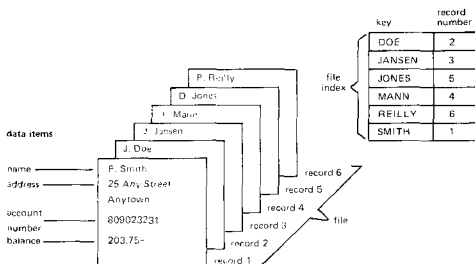 key
record
number
DOE 2
JANSEN 3
JONES 5
MANN 4
REILLY 6
SMITH 1
file
index
P. Reilly
D. Jones
Mann
J. Jansen
J. Doe
P. Smith
25 Any Street
Anytown
809023231
203.75-
data items
name
address
account
number
balance
record 6
record 5
record 4
record 3
record 2
record 1
file